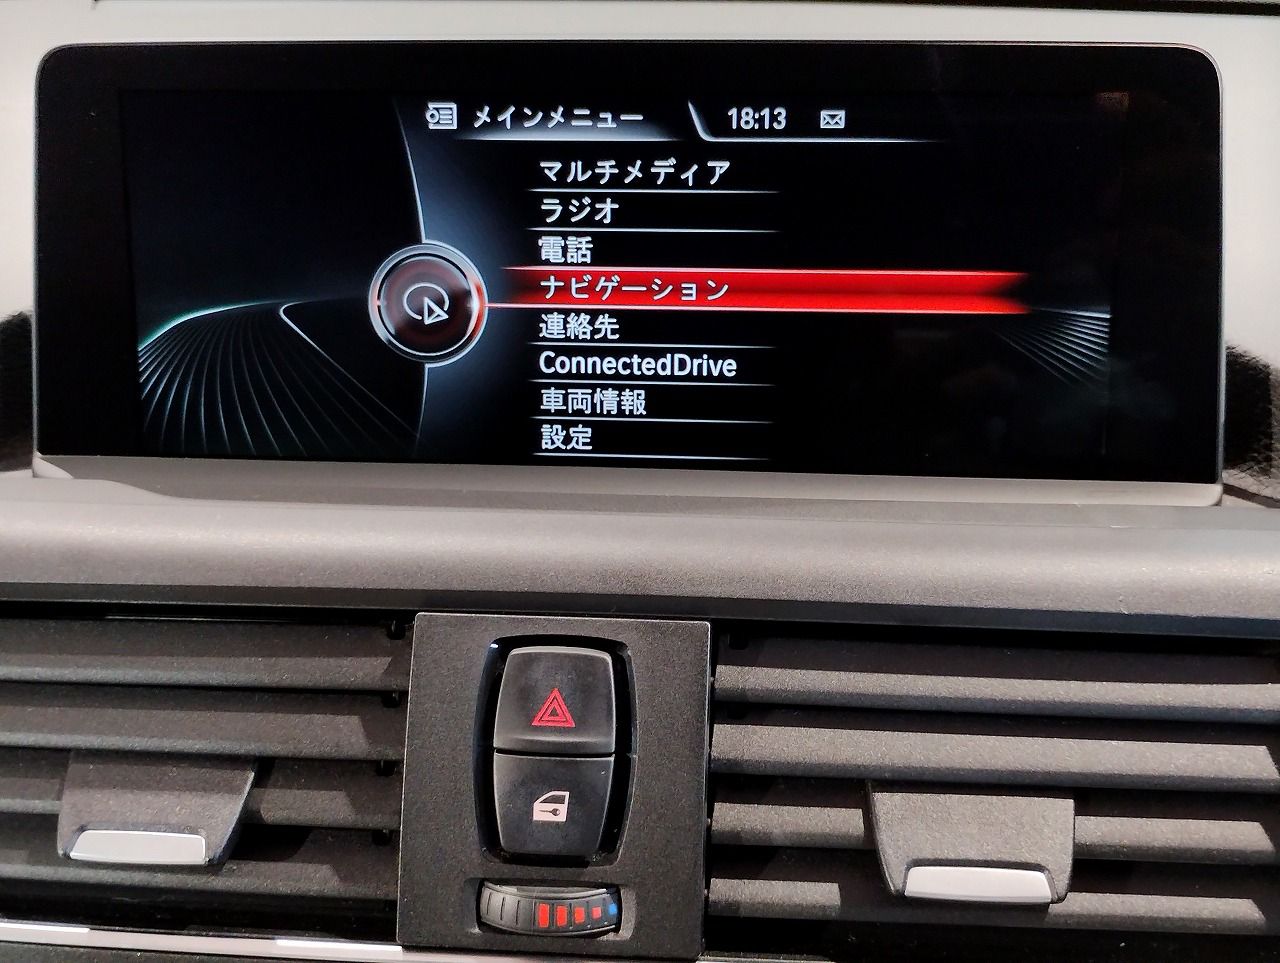 メインメニュー 18:13
マルチメディア
ラジオ
電話
ナビゲーション
連絡先
ConnectedDrive
車両情報
設定